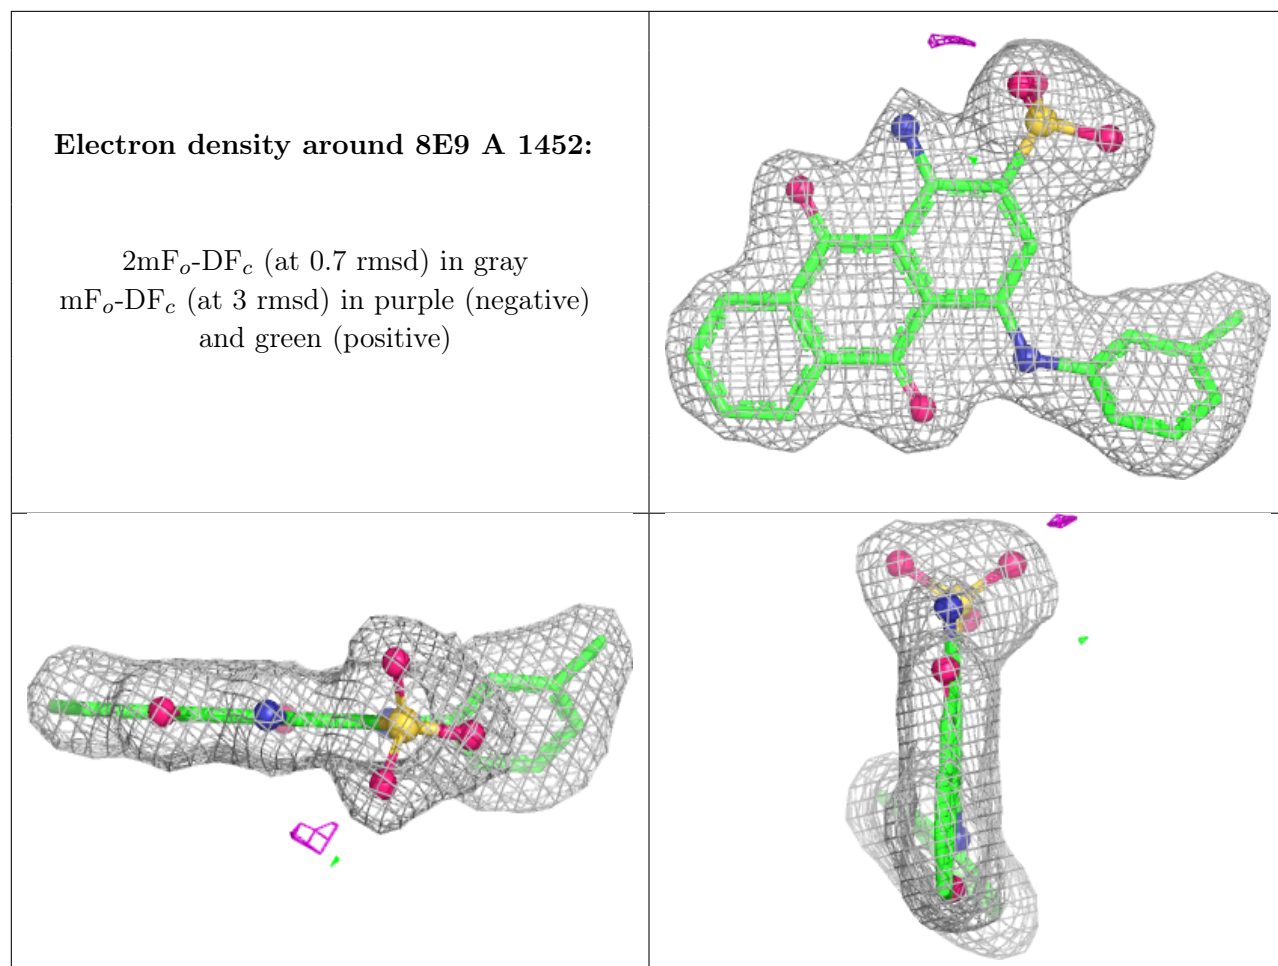 Electron density around 8E9 A 1452:
2mFo-DFc (at 0.7 rmsd) in gray
mFo-DFc (at 3 rmsd) in purple (negative)
and green (positive)